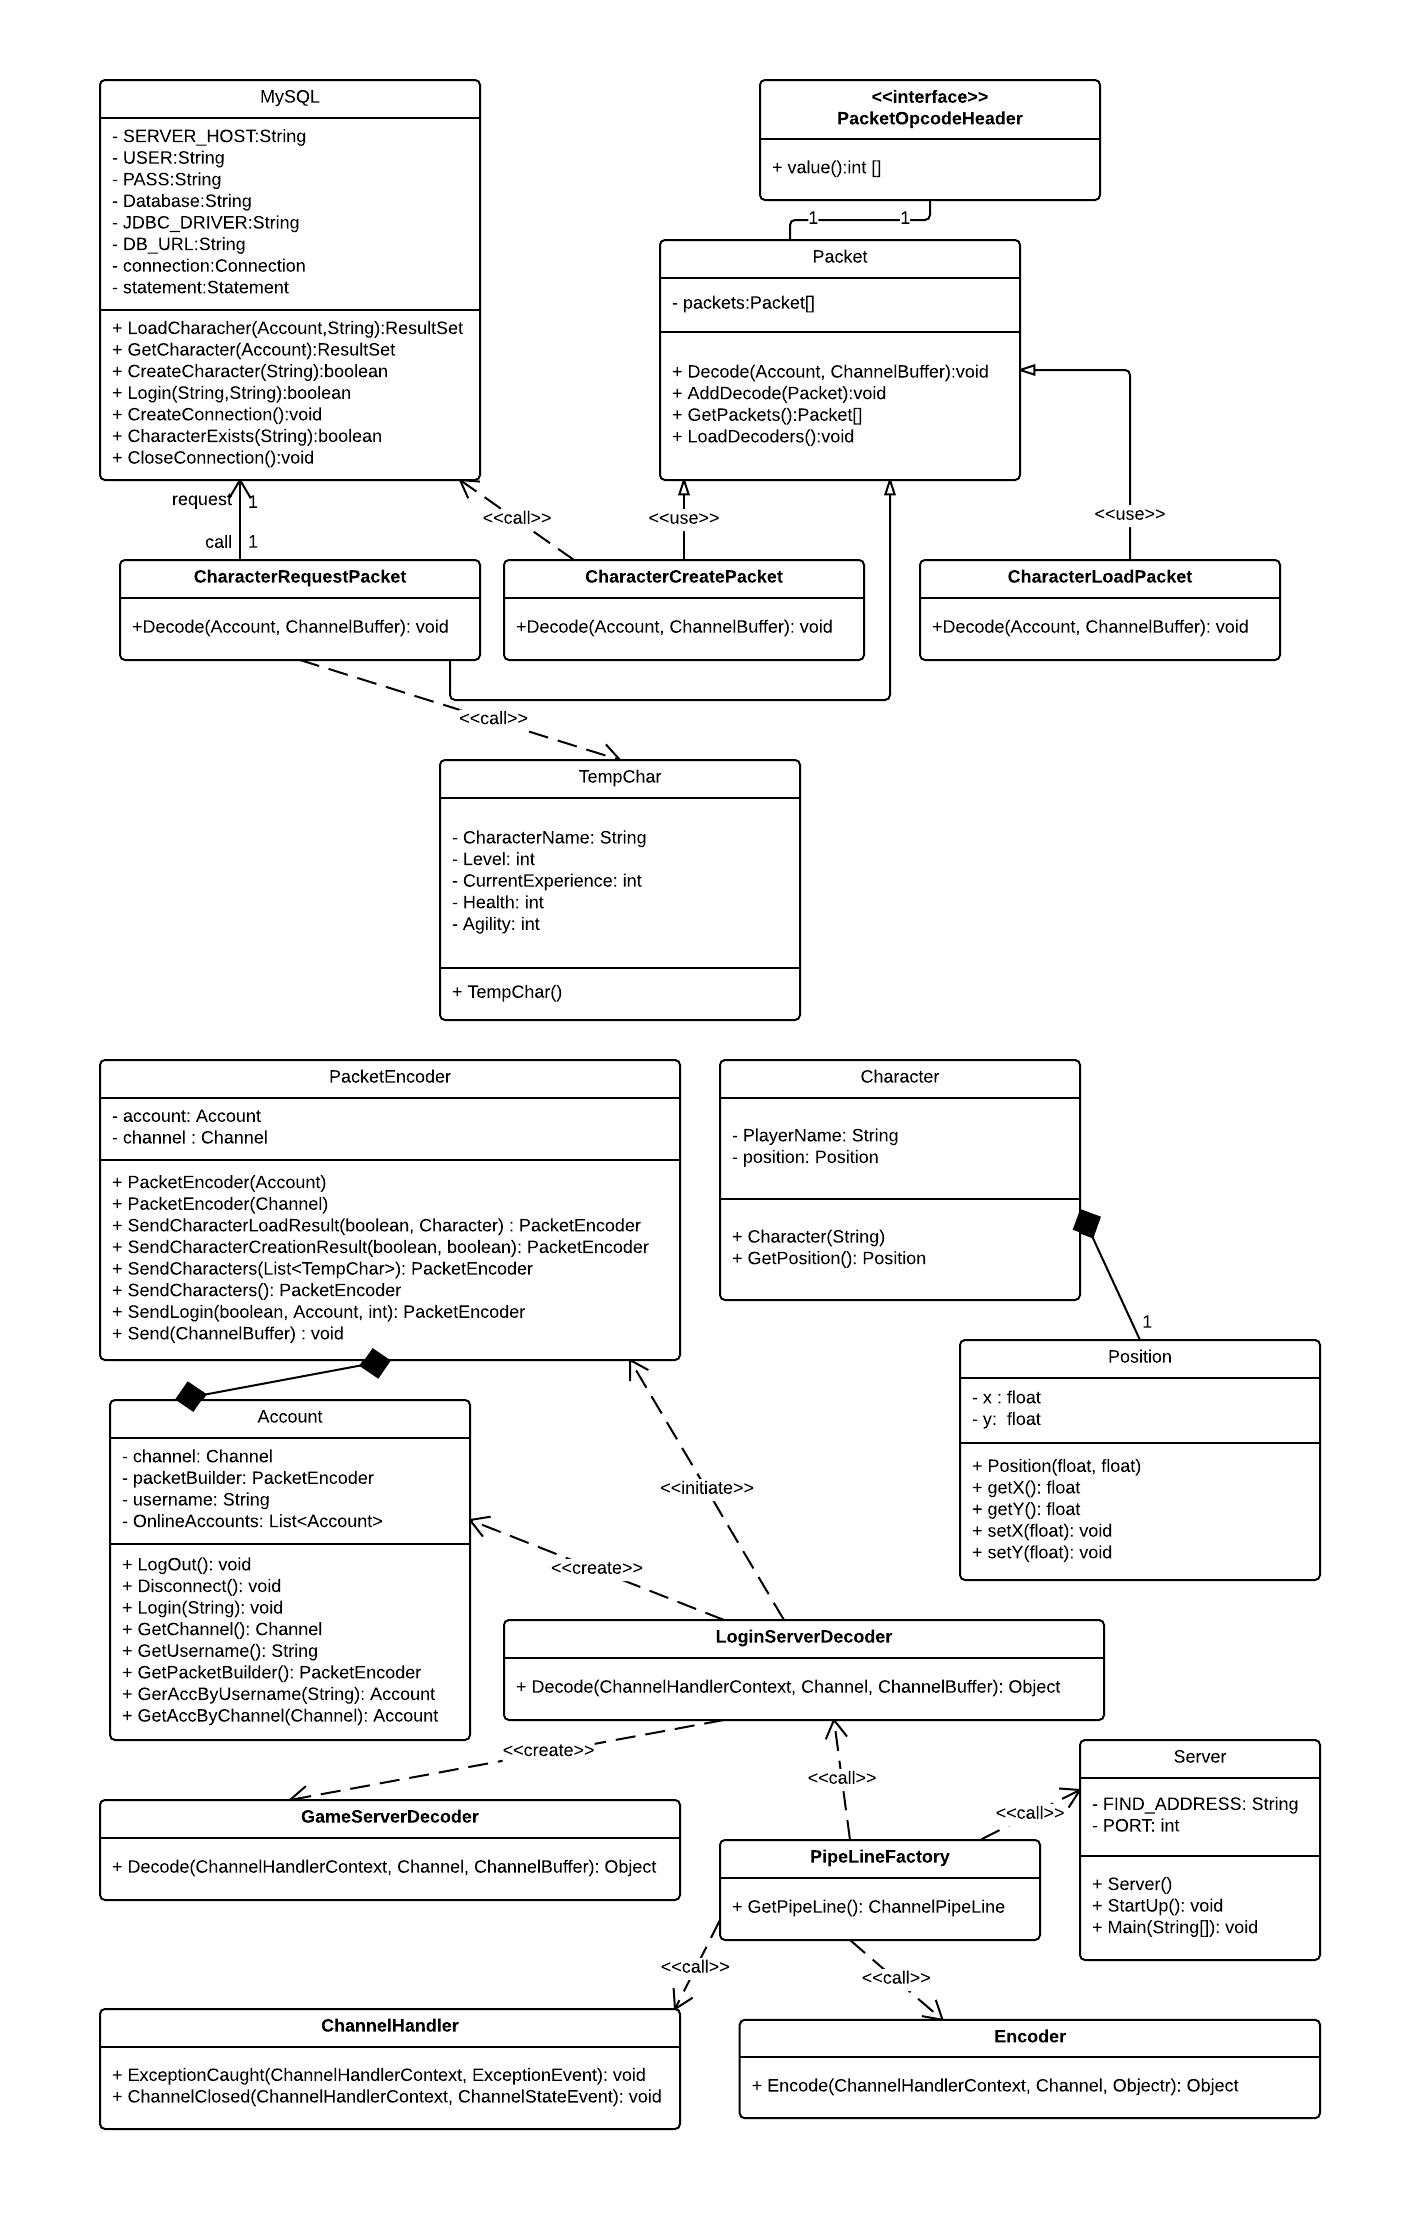 MySQL
- SERVER_HOST:String
- USER:String
- PASS:String
- Database:String
- JDBC_DRIVER:String
- DB_URL:String
- connection:Connection
- statement:Statement
+ LoadCharacher(Account,String):ResultSet
+ GetCharacter(Account):ResultSet
+ CreateCharacter(String):boolean
+ Login(String,String):boolean
+ CreateConnection():void
+ CharacterExists(String):boolean
+ CloseConnection():void
<<interface>>
PacketOpcodeHeader
+ value():int []
1
1
Packet
- packets:Packet[]
+ Decode(Account, ChannelBuffer):void
+ AddDecode(Packet):void
+ GetPackets():Packet[]
+ LoadDecoders():void
request
1
call
1
<<call>>
<<use>>
<<use>>
CharacterRequestPacket
+Decode(Account, ChannelBuffer): void
CharacterCreatePacket
+Decode(Account, ChannelBuffer): void
CharacterLoadPacket
+Decode(Account, ChannelBuffer): void
<<call>>
TempChar
- CharacterName: String
- Level: int
- CurrentExperience: int
- Health: int
- Agility: int
+ TempChar()
PacketEncoder
- account: Account
- channel : Channel
+ PacketEncoder(Account)
+ PacketEncoder(Channel)
+ SendCharacterLoadResult(boolean, Character) : PacketEncoder
+ SendCharacterCreationResult(boolean, boolean): PacketEncoder
+ SendCharacters(List<TempChar>): PacketEncoder
+ SendCharacters(): PacketEncoder
+ SendLogin(boolean, Account, int): PacketEncoder
+ Send(ChannelBuffer) : void
Character
- PlayerName: String
- position: Position
+ Character(String)
+ GetPosition(): Position
1
Position
- x : float
- y:  float
+ Position(float, float)
+ getX(): float
+ getY(): float
+ setX(float): void
+ setY(float): void
Account
- channel: Channel
- packetBuilder: PacketEncoder
- username: String
- OnlineAccounts: List<Account>
+ LogOut(): void
+ Disconnect(): void
+ Login(String): void
+ GetChannel(): Channel
+ GetUsername(): String
+ GetPacketBuilder(): PacketEncoder
+ GerAccByUsername(String): Account
+ GetAccByChannel(Channel): Account
<<initiate>>
<<create>>
LoginServerDecoder
+ Decode(ChannelHandlerContext, Channel, ChannelBuffer): Object
<<create>>
<<call>>
<<call>>
GameServerDecoder
+ Decode(ChannelHandlerContext, Channel, ChannelBuffer): Object
Server
- FIND_ADDRESS: String
- PORT: int
+ Server()
+ StartUp(): void
+ Main(String[]): void
PipeLineFactory
+ GetPipeLine(): ChannelPipeLine
<<call>>
<<call>>
ChannelHandler
+ ExceptionCaught(ChannelHandlerContext, ExceptionEvent): void
+ ChannelClosed(ChannelHandlerContext, ChannelStateEvent): void
Encoder
+ Encode(ChannelHandlerContext, Channel, Objectr): Object